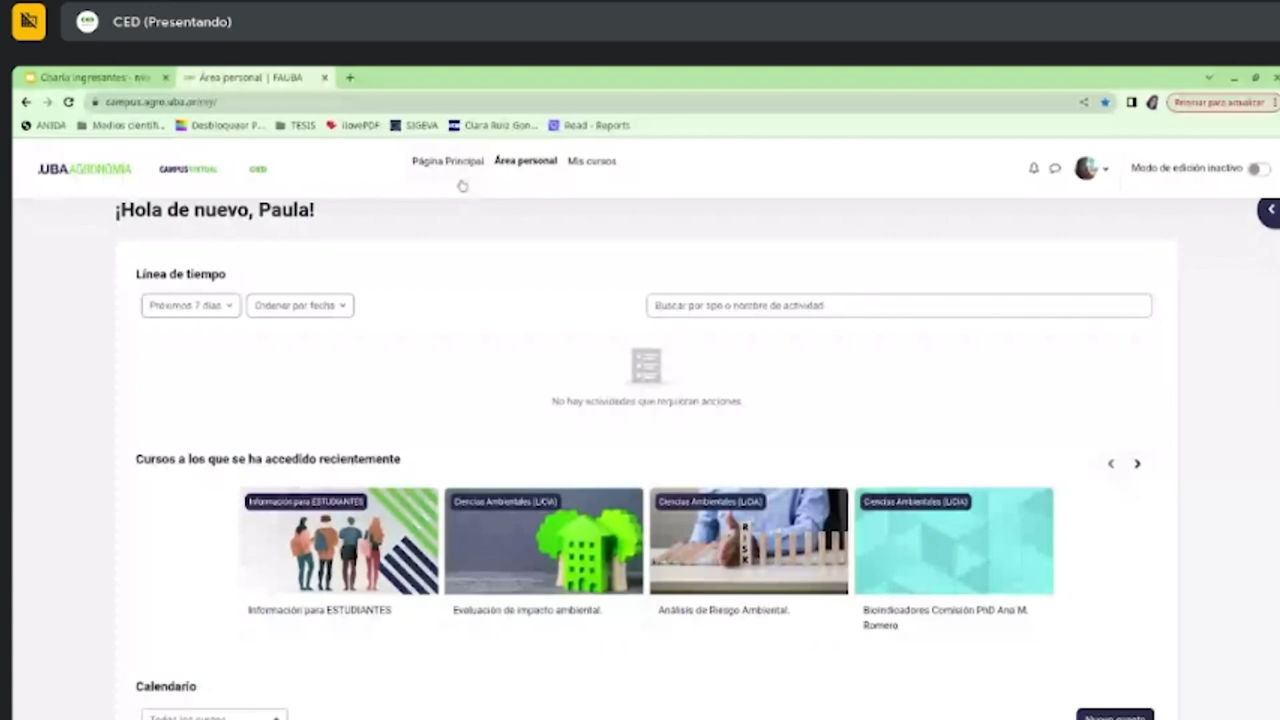 CED (Presentando)
Charla ingresantes - niv
Área personal | FAUBA
campus.agro.uba.ar/my/
Reiniciar para actualizar
ANIDA
Medios científi...
Desbloquear P...
TESIS
iLovePDF
SIGEVA
Clara Ruiz Gon...
Read - Reports
.UBAAGRONOMÍA
CAMPUSVIRTUAL
CED
Página Principal
Área personal
Mis cursos
Modo de edición inactivo
¡Hola de nuevo, Paula!
Línea de tiempo
Próximos 7 días
Ordenar por fecha
Buscar por tipo o nombre de actividad
No hay actividades que requieran acciones
Cursos a los que se ha accedido recientemente
Información para ESTUDIANTES
Ciencias Ambientales (LiCiA)
Ciencias Ambientales (LiCiA)
Ciencias Ambientales (LiCiA)
RISK
Información para ESTUDIANTES
Evaluación de impacto ambiental.
Análisis de Riesgo Ambiental.
Bioindicadores Comisión PhD Ana M.
Romero
Calendario
Todos los cursos
Nuevo evento